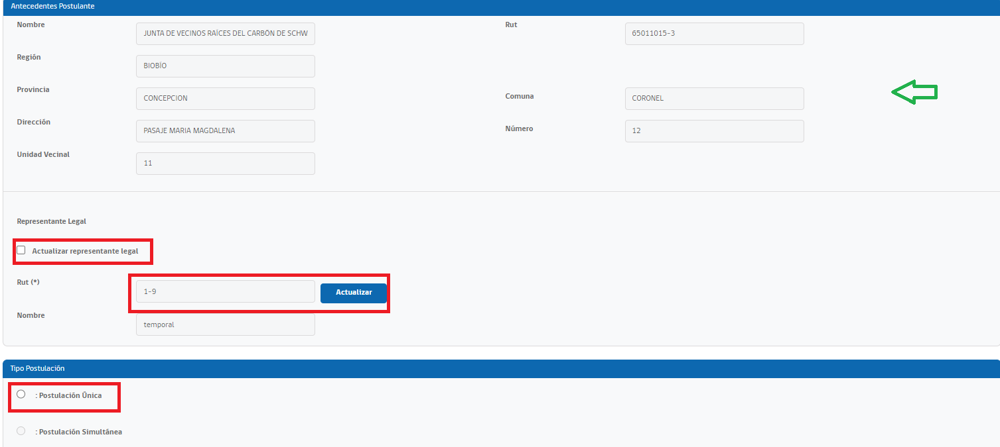 Antecedentes Postulante
Nombre
JUNTA DE VECINOS RAÍCES DEL CARBÓN DE SCHW
Rut
65011015-3
Región
BIOBÍO
Provincia
CONCEPCION
Comuna
CORONEL
Dirección
PASAJE MARIA MAGDALENA
Número
12
Unidad Vecinal
11
Representante Legal
Actualizar representante legal
Rut (*)
1-9
Actualizar
Nombre
temporal
Tipo Postulación
: Postulación Única
: Postulación Simultánea